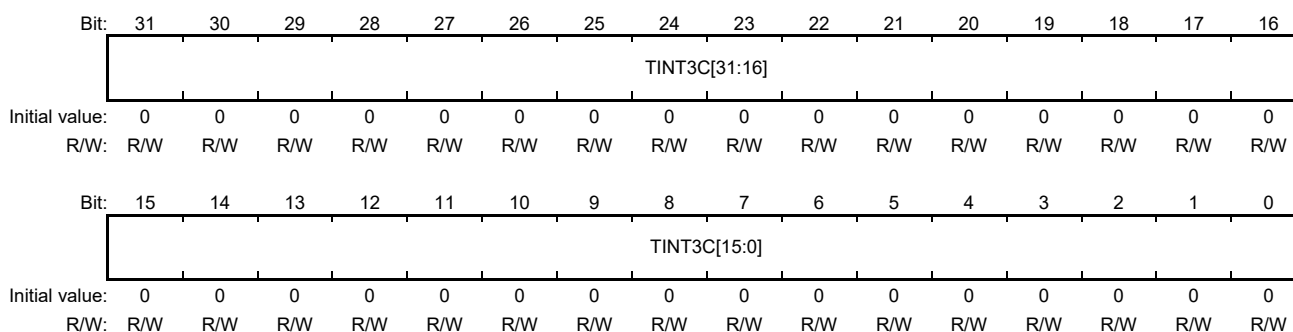 Bit: 31 30 29 28 27 26 25 24 23 22 21 20 19 18 17 16
TINT3C[31:16]
Initial value: 0 0 0 0 0 0 0 0 0 0 0 0 0 0 0 0
R/W: R/W R/W R/W R/W R/W R/W R/W R/W R/W R/W R/W R/W R/W R/W R/W R/W
Bit: 15 14 13 12 11 10 9 8 7 6 5 4 3 2 1 0
TINT3C[15:0]
Initial value: 0 0 0 0 0 0 0 0 0 0 0 0 0 0 0 0
R/W: R/W R/W R/W R/W R/W R/W R/W R/W R/W R/W R/W R/W R/W R/W R/W R/W